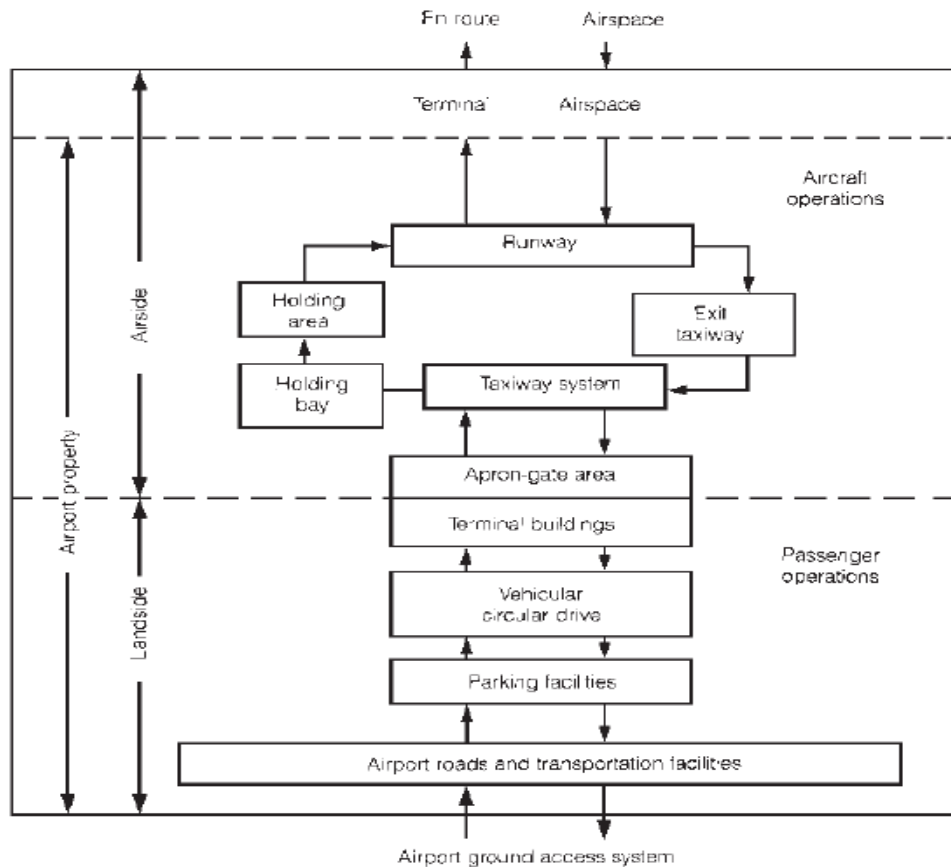 En route Airspace
Terminal Airspace
Aircraft
operations
Runway
Holding
area
Exit
taxiway
Holding
bay
Taxiway system
Apron-gate area
Terminal buildings
Passenger
operations
Vehicular
circular drive
Parking facilities
Airport roads and transportation facilities
Airport ground access system
Airport property
Airside
Landside